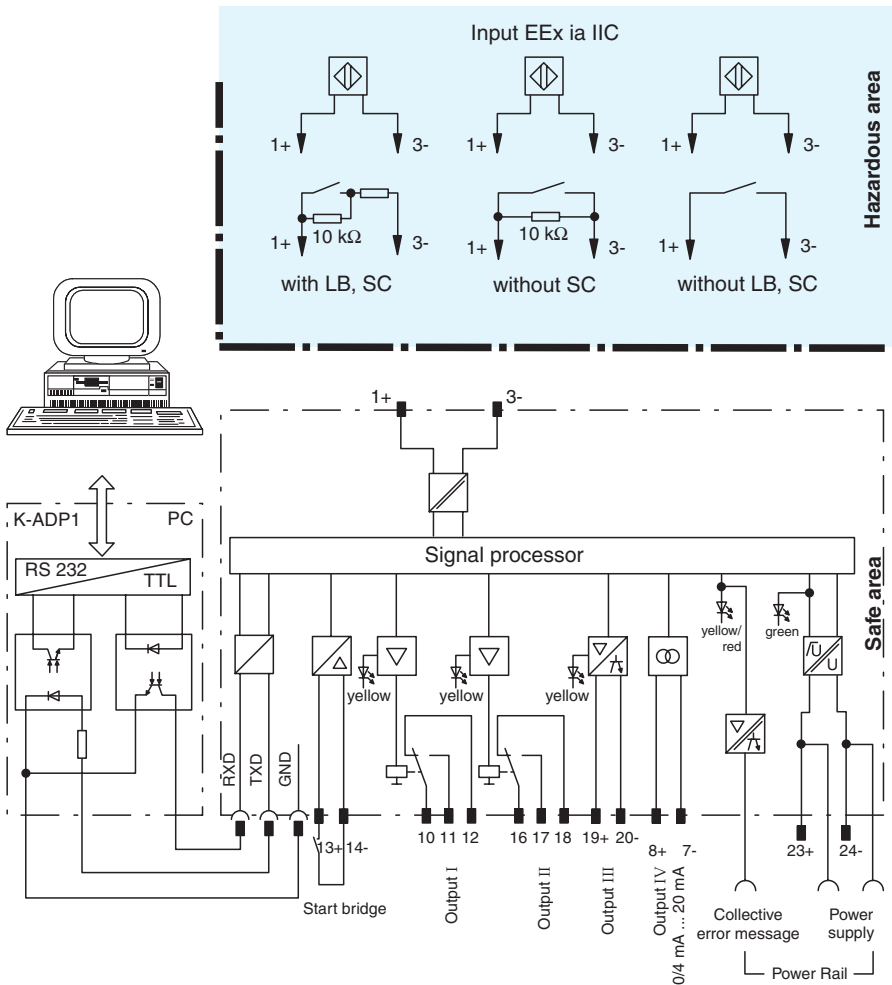 Input EEx ia IIC
Hazardous area
1+ 3- 1+ 3- 1+ 3-
10 kΩ
10 kΩ
1+ 3- 1+ 3- 1+ 3-
with LB, SC without SC without LB, SC
1+ 3-
K-ADP1 PC
RS 232
TTL
Signal processor
Safe area
yellow/
red
green
U
U
yellow yellow yellow
RXD
TXD
GND
13+ 14- 10 11 12 16 17 18 19+ 20- 8+ 7- 23+ 24-
Start bridge
Output I
Output II
Output III
Output IV
0/4 mA ... 20 mA
Collective
error message
Power
supply
Power Rail